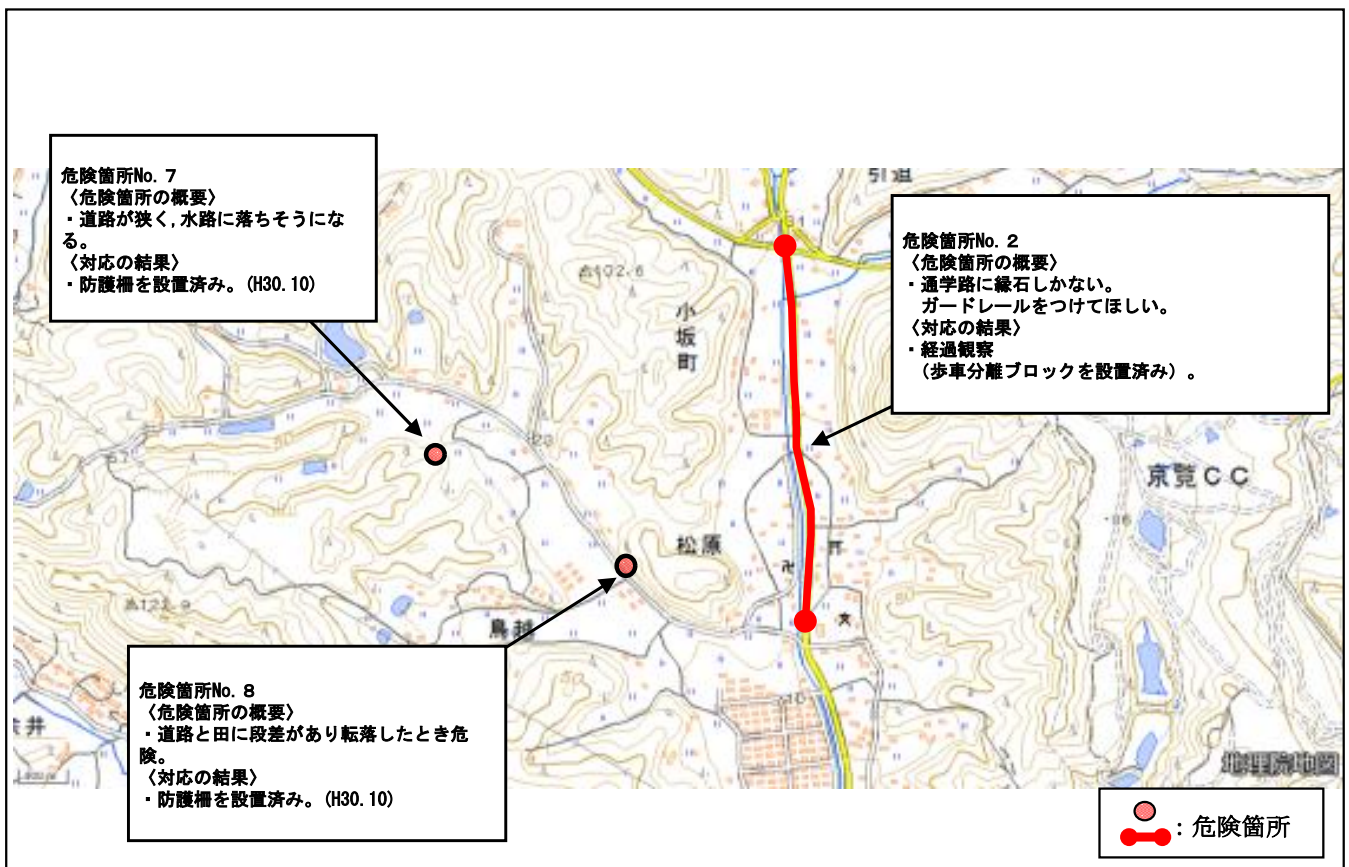 危険箇所No. 7
〈危険箇所の概要〉
・道路が狭く,水路に落ちそうにな
る。
〈対応の結果〉
・防護柵を設置済み。(H30.10)
危険箇所No. 2
〈危険箇所の概要〉
・通学路に縁石しかない。
ガードレールをつけてほしい。
〈対応の結果〉
・経過観察
(歩車分離ブロックを設置済み)。
引迫
102.6
小坂町
京覧CC
松原
鳥越
危険箇所No. 8
〈危険箇所の概要〉
・道路と田に段差があり転落したとき危
険。
〈対応の結果〉
・防護柵を設置済み。(H30.10)
地理院地図
:危険箇所